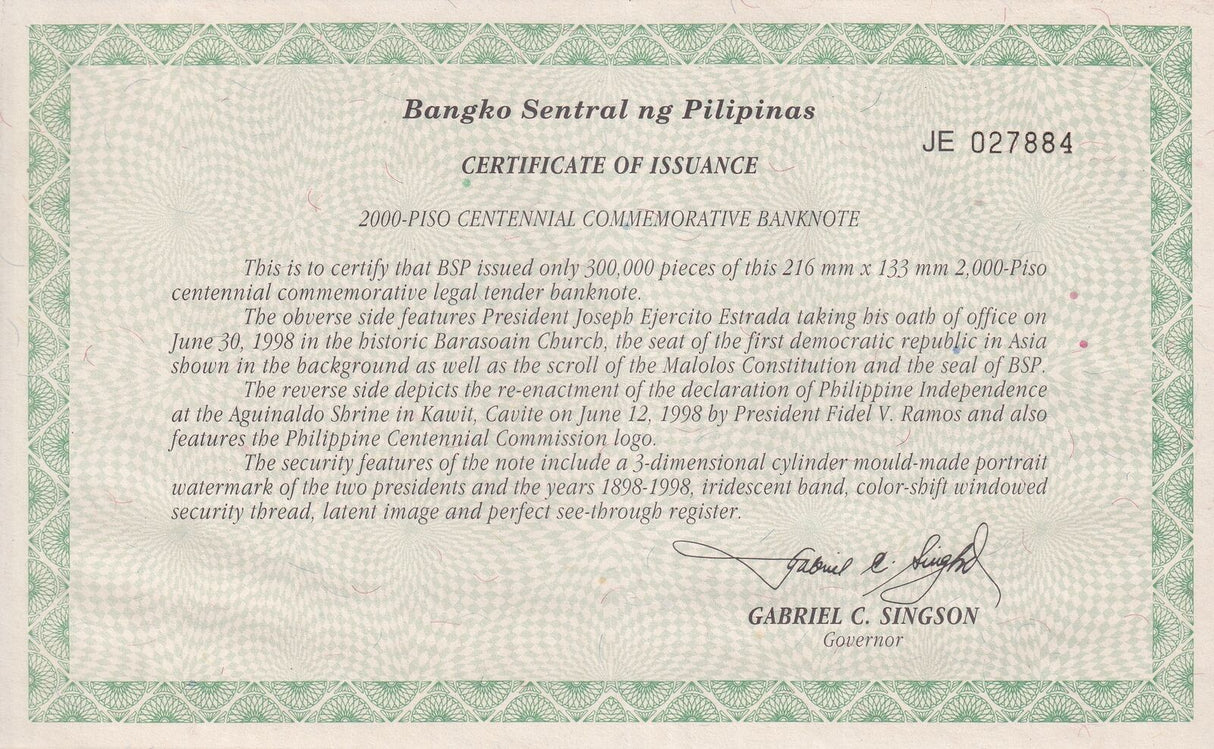 Bangko Sentral ng Pilipinas
JE 027884
CERTIFICATE OF ISSUANCE
2000-PISO CENTENNIAL COMMEMORATIVE BANKNOTE
This is to certify that BSP issued only 300,000 pieces of this 216 mm x 133 mm 2,000-Piso
centennial commemorative legal tender banknote.
The obverse side features President Joseph Ejercito Estrada taking his oath of office on
June 30, 1998 in the historic Barasoain Church, the seat of the first democratic republic in Asia
shown in the background as well as the scroll of the Malolos Constitution and the seal of BSP.
The reverse side depicts the re-enactment of the declaration of Philippine Independence
at the Aguinaldo Shrine in Kawit, Cavite on June 12, 1998 by President Fidel V. Ramos and also
features the Philippine Centennial Commission logo.
The security features of the note include a 3-dimensional cylinder mould-made portrait
watermark of the two presidents and the years 1898-1998, iridescent band, color-shift windowed
security thread, latent image and perfect see-through register.
Gabriel C. Singson
GABRIEL C. SINGSON
Governor